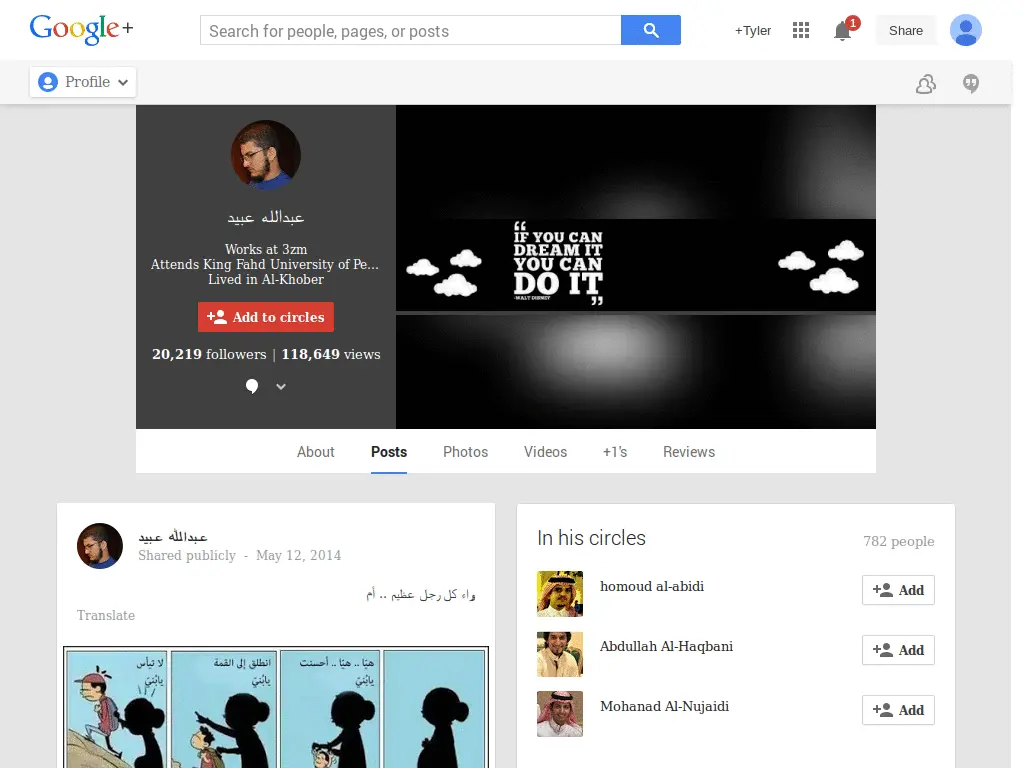 Google+
Search for people, pages, or posts
+Tyler
1
Share
Profile
عبدالله عبيد
Works at 3zm
Attends King Fahd University of Pe...
Lived in Al-Khober
Add to circles
20,219 followers | 118,649 views
“IF YOU CAN
DREAM IT
YOU CAN
DO IT
-WALT DISNEY ”
About Posts Photos Videos +1's Reviews
عبدالله عبيد
Shared publicly - May 12, 2014
وراء كل رجل عظيم .. أم
Translate
لا تيأس
يابُنيّ
انطلق إلى القمة
يابُنيّ
هيّا .. هيّا .. أحسنت
يابُنيّ
In his circles
782 people
homoud al-abidi
Add
Abdullah Al-Haqbani
Add
Mohanad Al-Nujaidi
Add